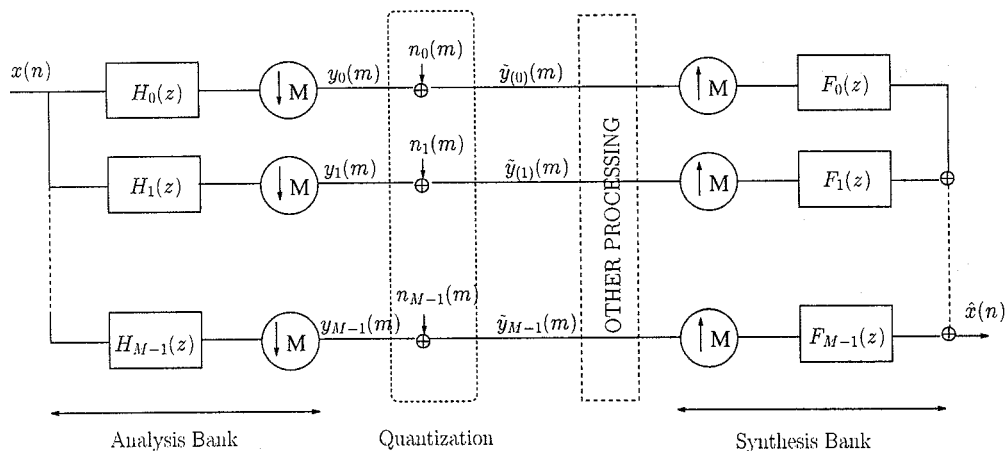 x(n)
H_0(z)
↓ M
y_0(m)
n_0(m)
ỹ_(0)(m)
↑ M
F_0(z)
H_1(z)
↓ M
y_1(m)
n_1(m)
ỹ_(1)(m)
↑ M
F_1(z)
OTHER PROCESSING
H_{M-1}(z)
↓ M
y_{M-1}(m)
n_{M-1}(m)
ỹ_{M-1}(m)
↑ M
F_{M-1}(z)
x̂(n)
Analysis Bank
Quantization
Synthesis Bank